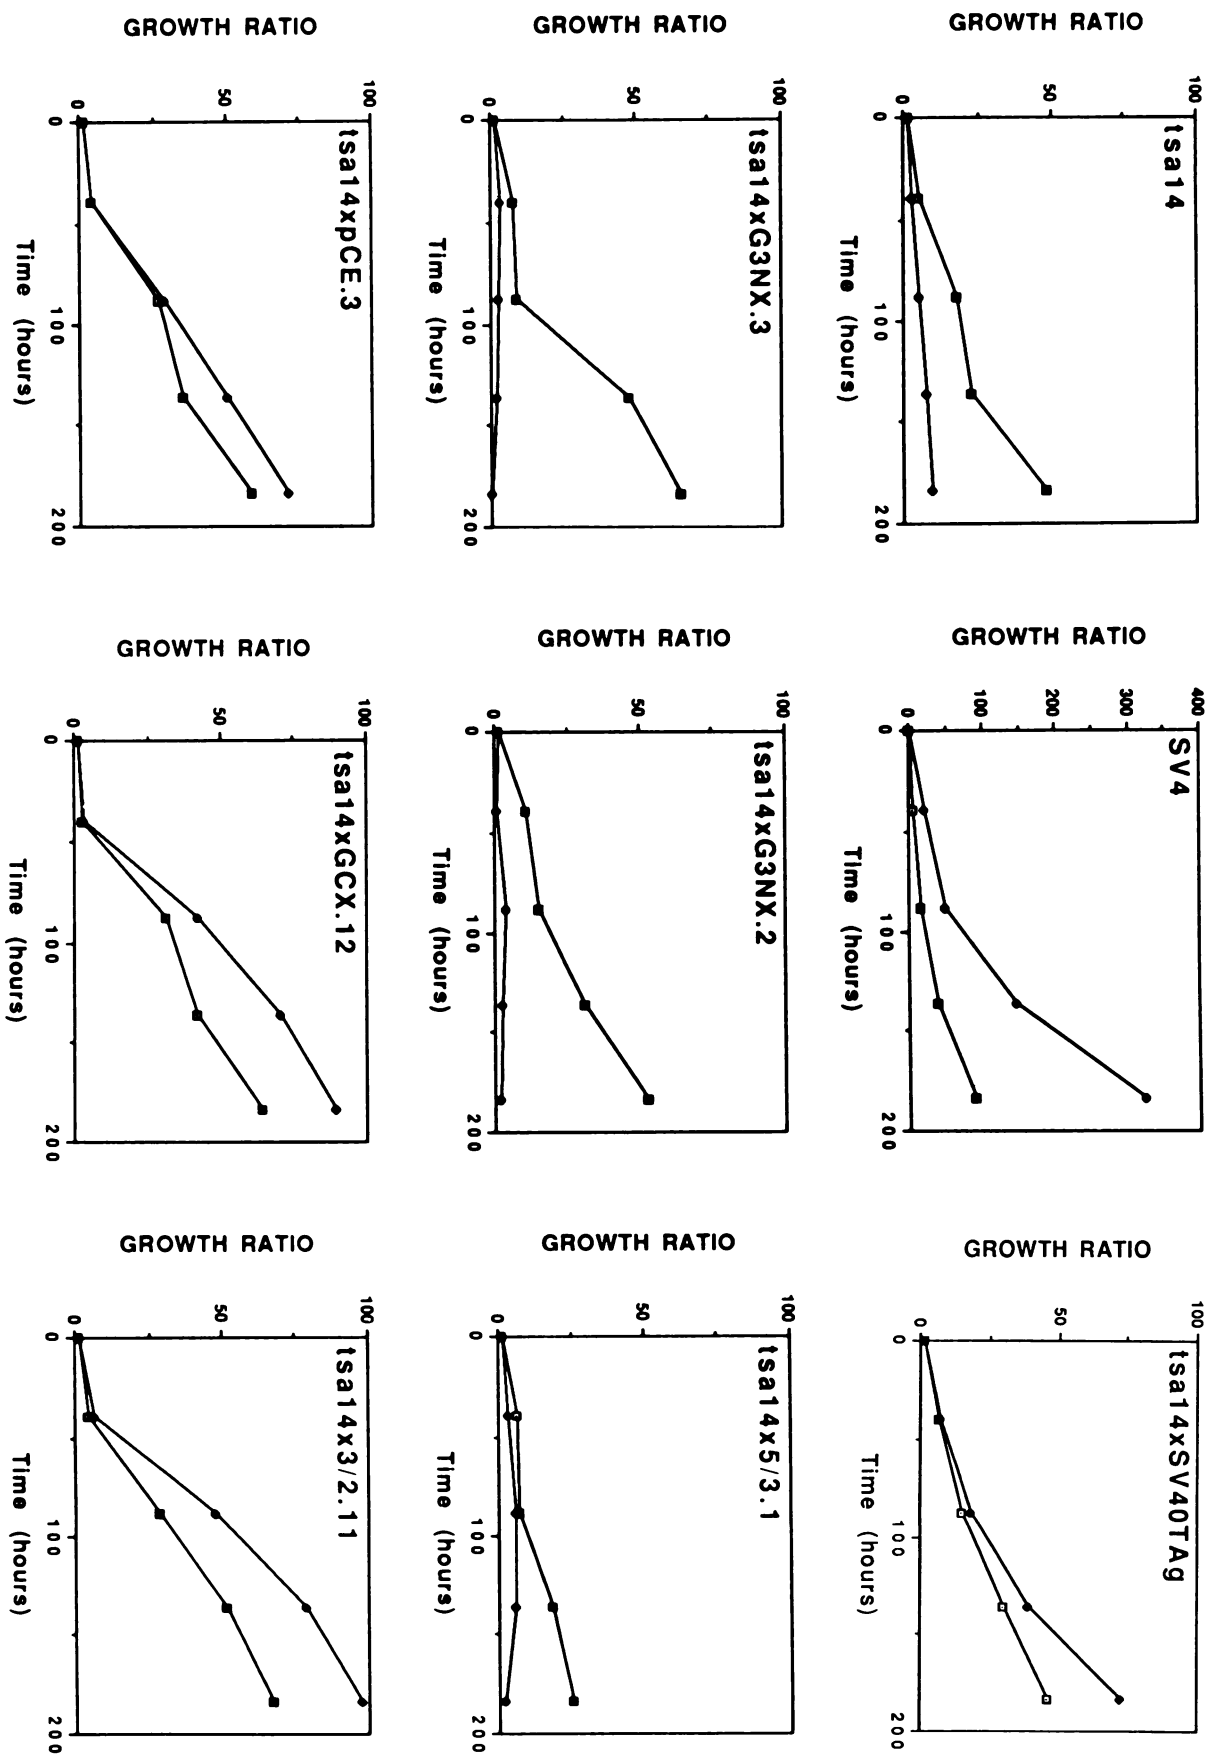 tsa14
GROWTH RATIO
100
50
0
0
100
200
Time (hours)
SV4
GROWTH RATIO
400
300
200
100
0
0
100
200
Time (hours)
tsa14xSV40TAg
GROWTH RATIO
100
50
0
0
100
200
Time (hours)
tsa14xG3NX.3
GROWTH RATIO
100
50
0
0
100
200
Time (hours)
tsa14xG3NX.2
GROWTH RATIO
100
50
0
0
100
200
Time (hours)
tsa14x5/3.1
GROWTH RATIO
100
50
0
0
100
200
Time (hours)
tsa14xpCE.3
GROWTH RATIO
100
50
0
0
100
200
Time (hours)
tsa14xGCX.12
GROWTH RATIO
100
50
0
0
100
200
Time (hours)
tsa14x3/2.11
GROWTH RATIO
100
50
0
0
100
200
Time (hours)